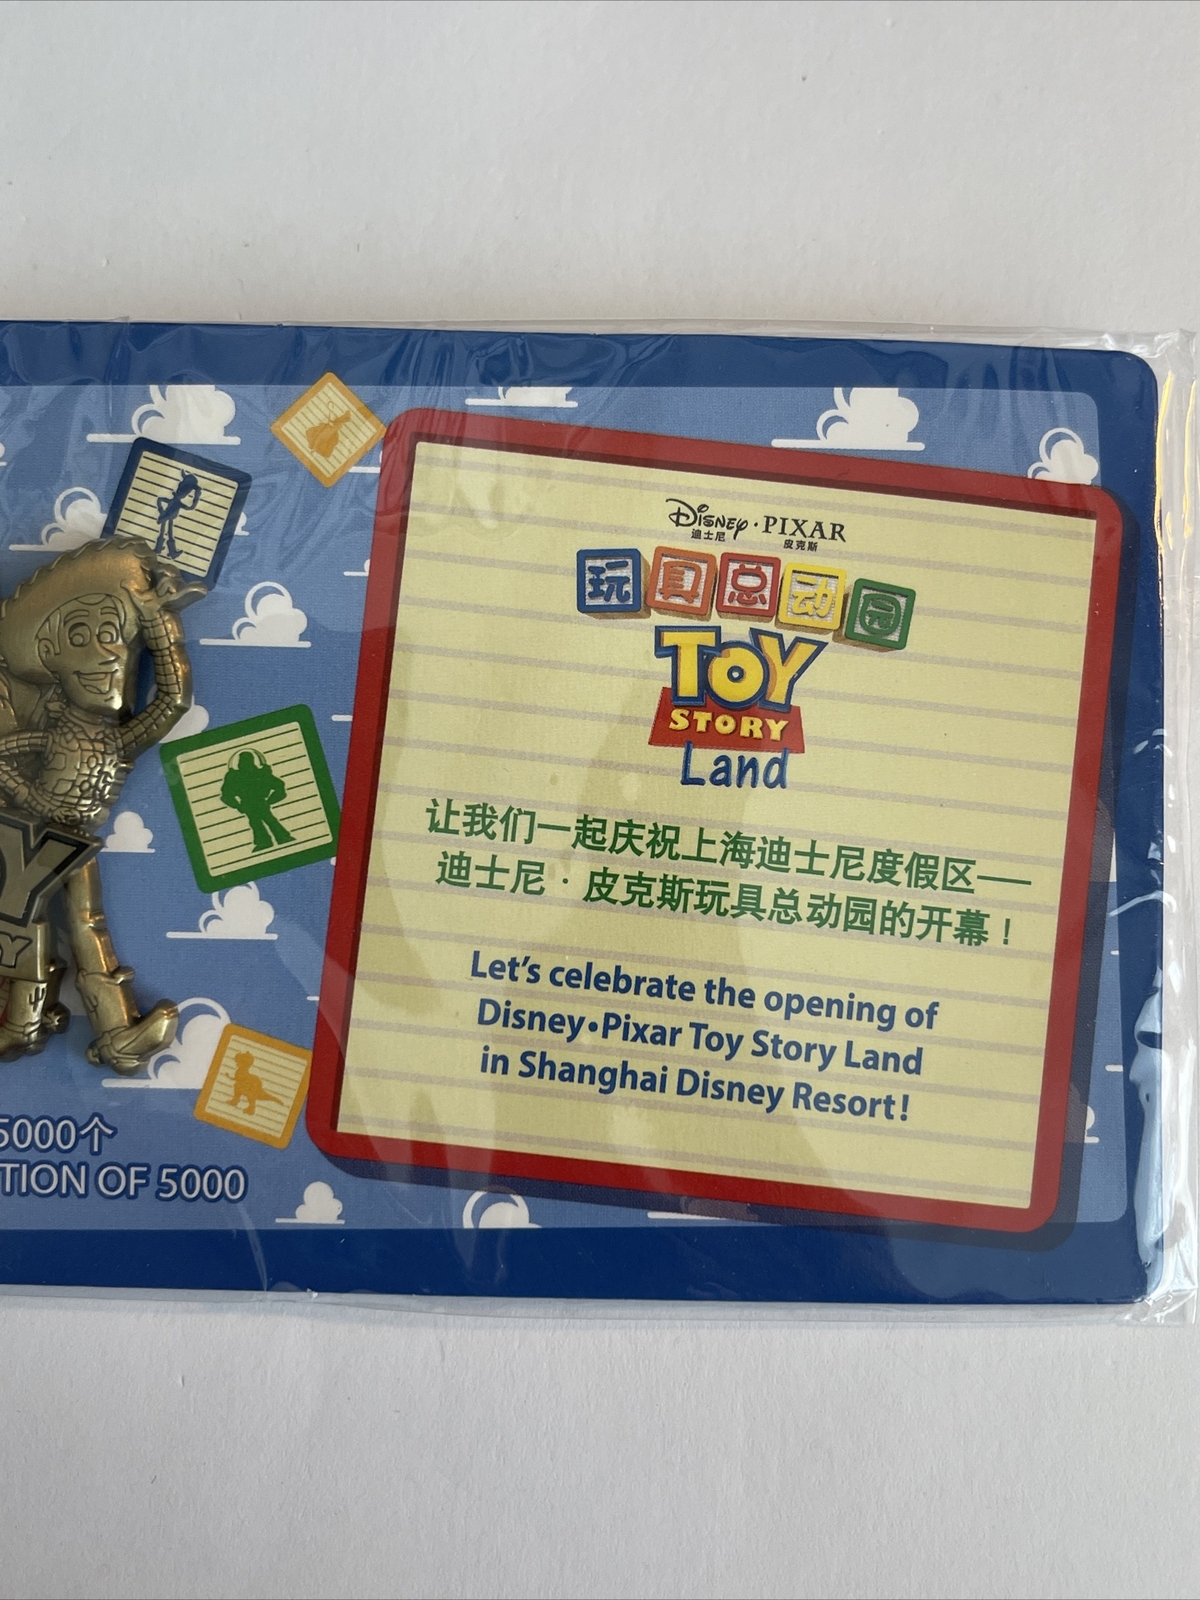 Disney · PIXAR
迪士尼 皮克斯
玩具总动园
TOY
STORY
Land
让我们一起庆祝上海迪士尼度假区——
迪士尼·皮克斯玩具总动园的开幕！
Let's celebrate the opening of
Disney•Pixar Toy Story Land
in Shanghai Disney Resort!
Y
RY
5000个
TION OF 5000